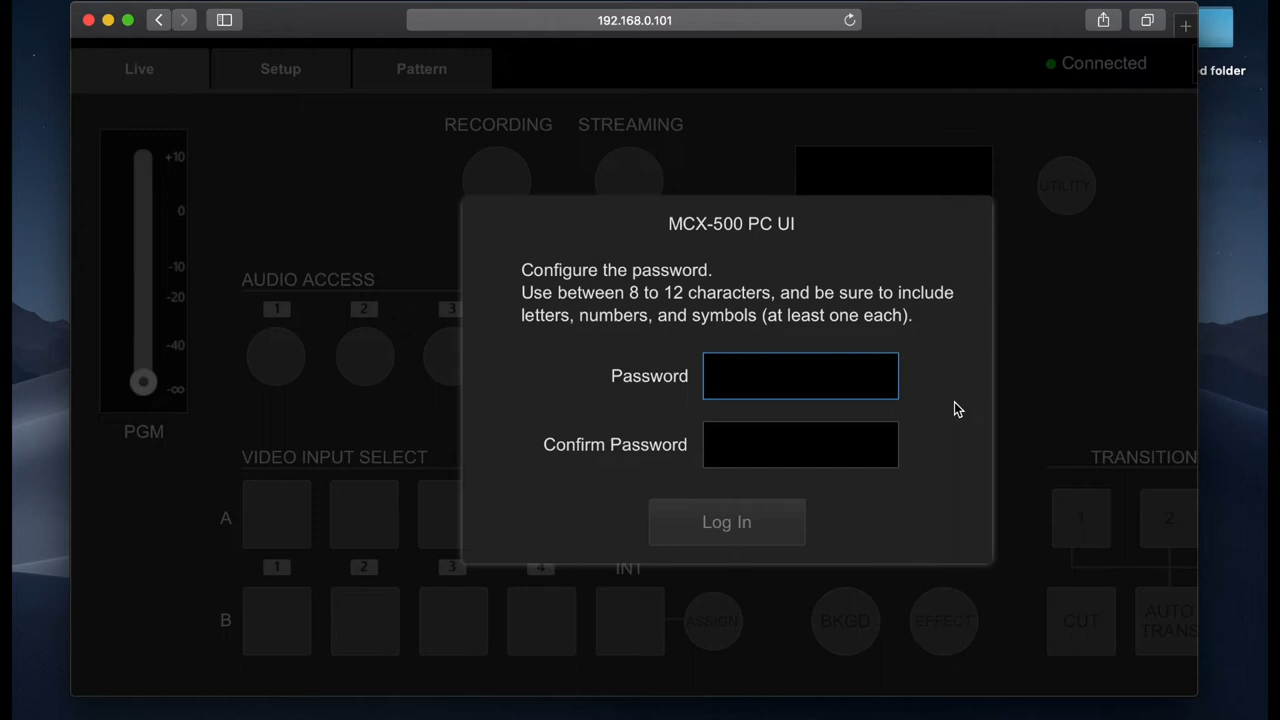 192.168.0.101
d folder
Live Setup Pattern
Connected
RECORDING STREAMING
+10
0
-10
-20
-40
-∞
PGM
UTILITY
MCX-500 PC UI
Configure the password.
Use between 8 to 12 characters, and be sure to include
letters, numbers, and symbols (at least one each).
Password
Confirm Password
Log In
AUDIO ACCESS
1 2 3
VIDEO INPUT SELECT
A
1 2 3 4 INT
B
ASSIGN
BKGD
EFFECT
TRANSITION
1 2
CUT
AUTO
TRANS